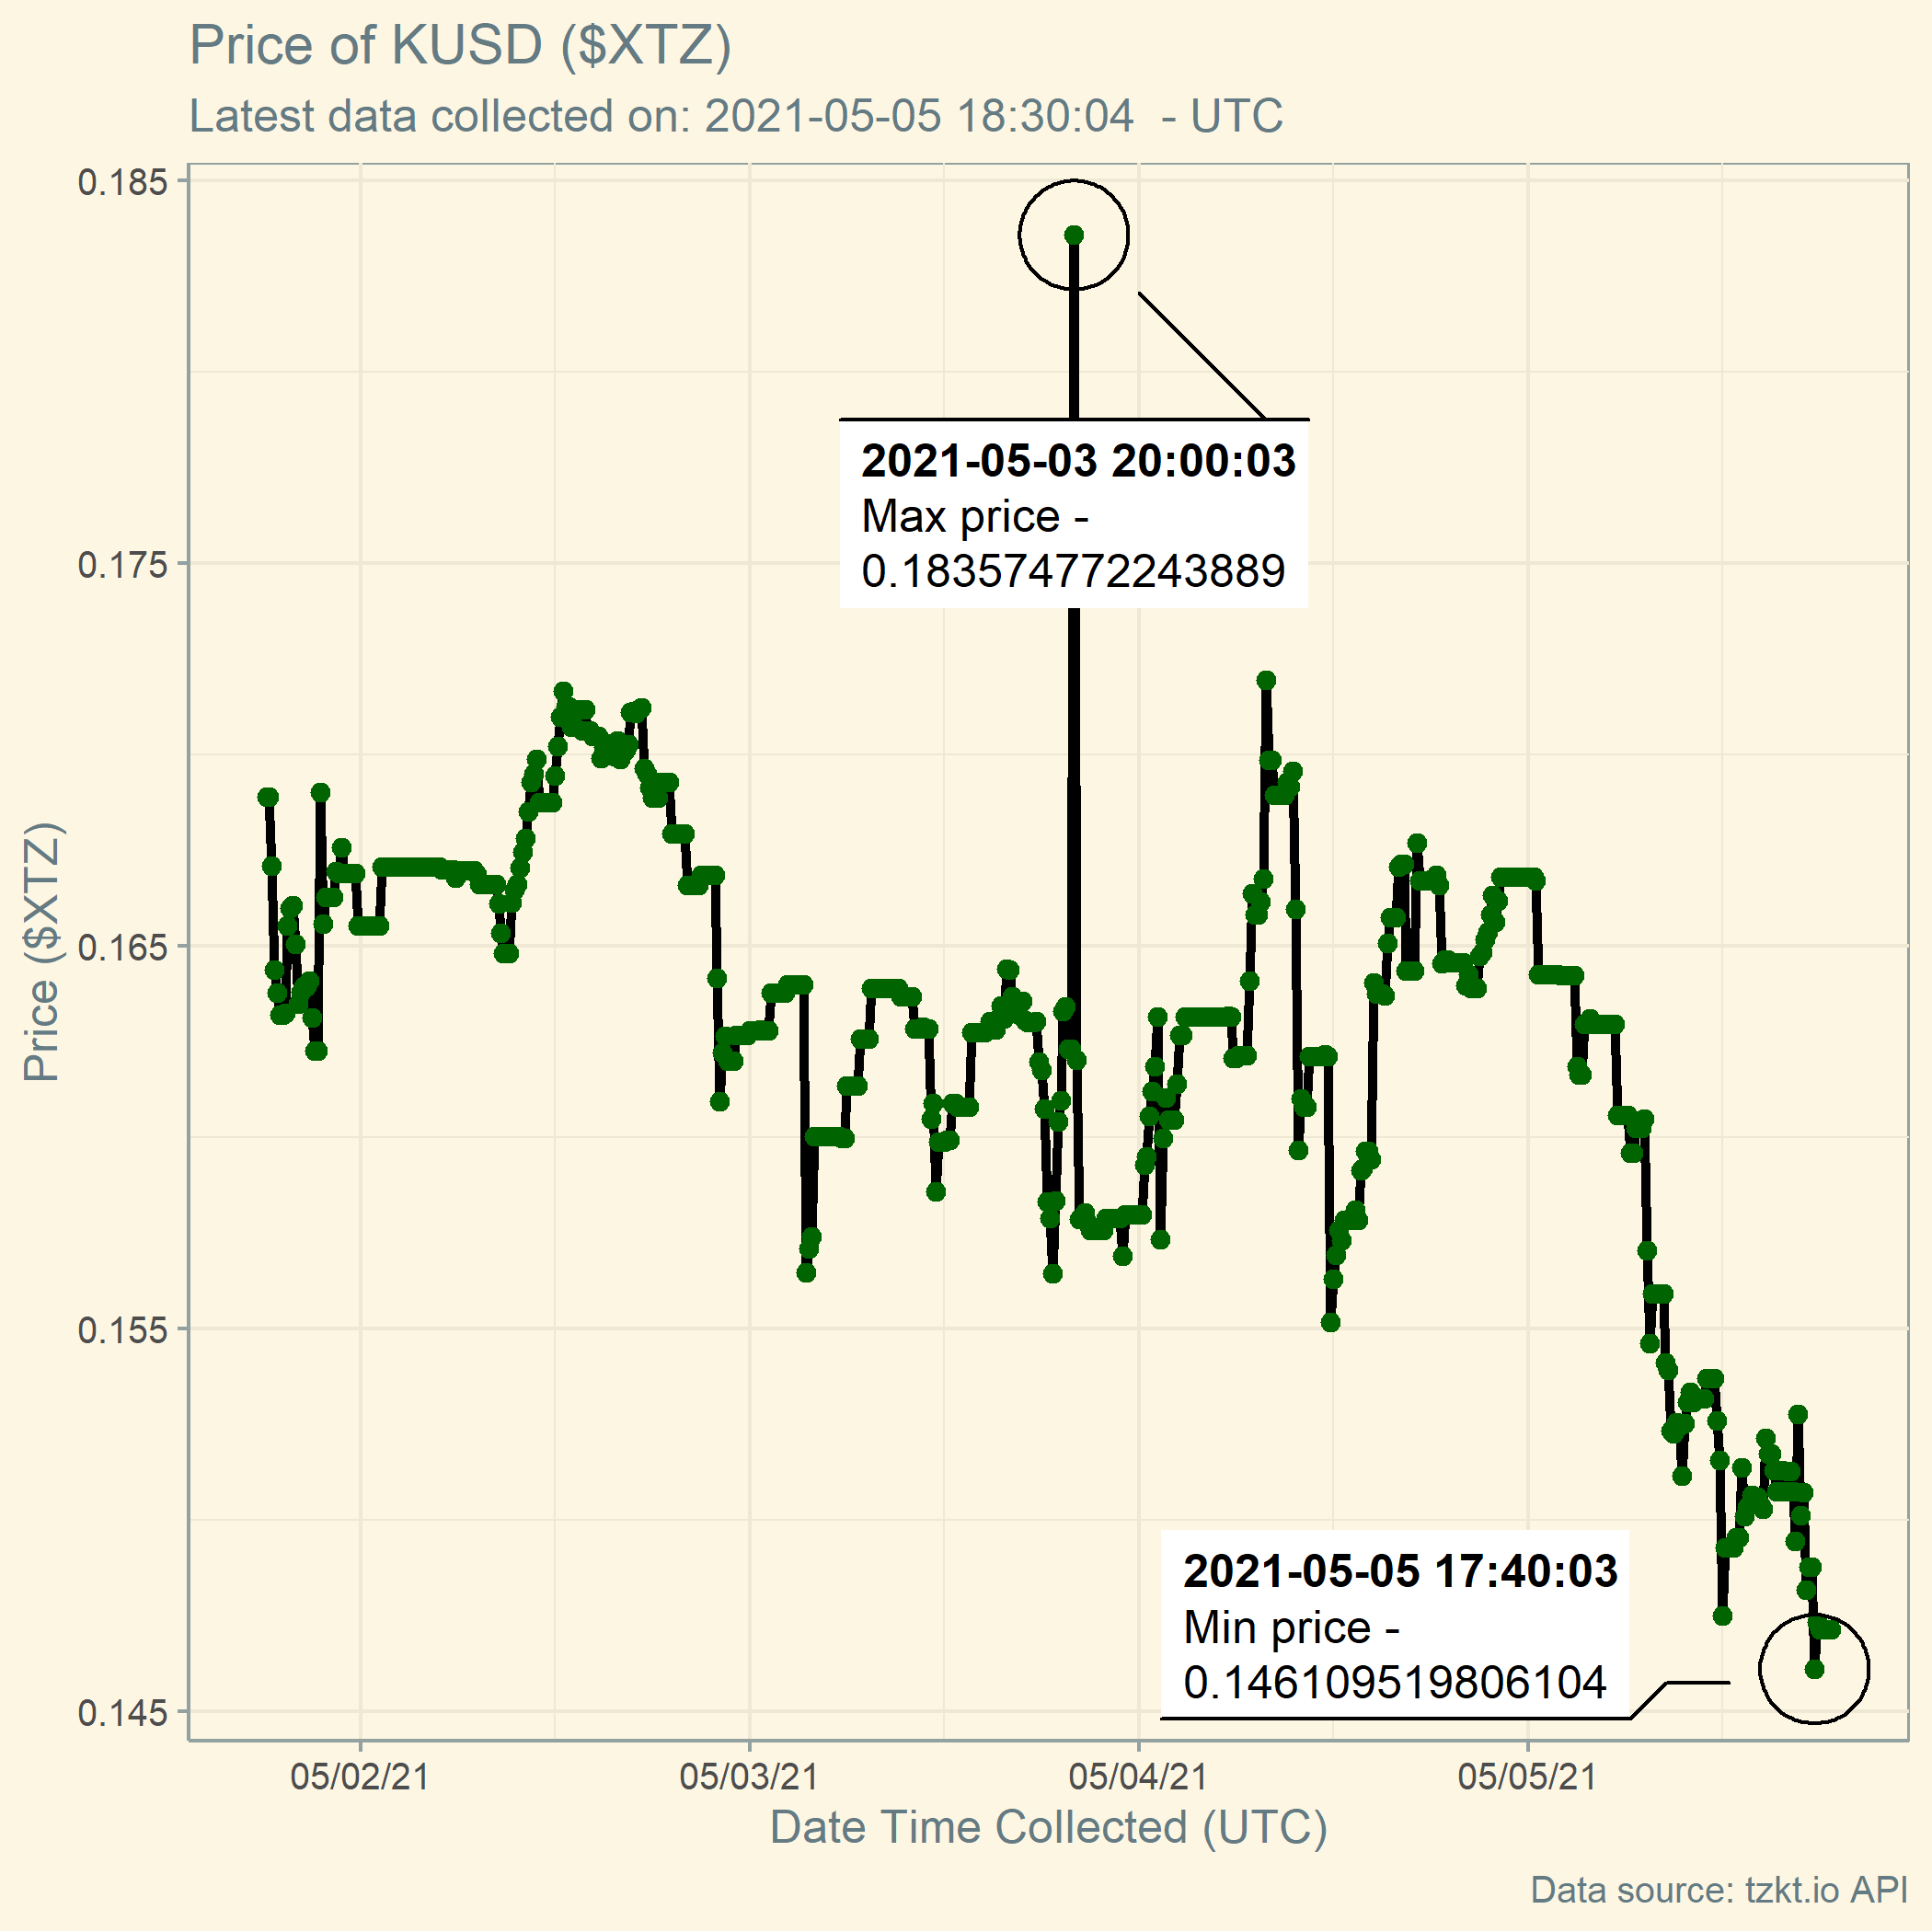 Price of KUSD ($XTZ)
Latest data collected on: 2021-05-05 18:30:04  - UTC
0.185
0.175
0.165
0.155
0.145
Price ($XTZ)
2021-05-03 20:00:03
Max price -
0.183574772243889
2021-05-05 17:40:03
Min price -
0.146109519806104
05/02/21
05/03/21
05/04/21
05/05/21
Date Time Collected (UTC)
Data source: tzkt.io API